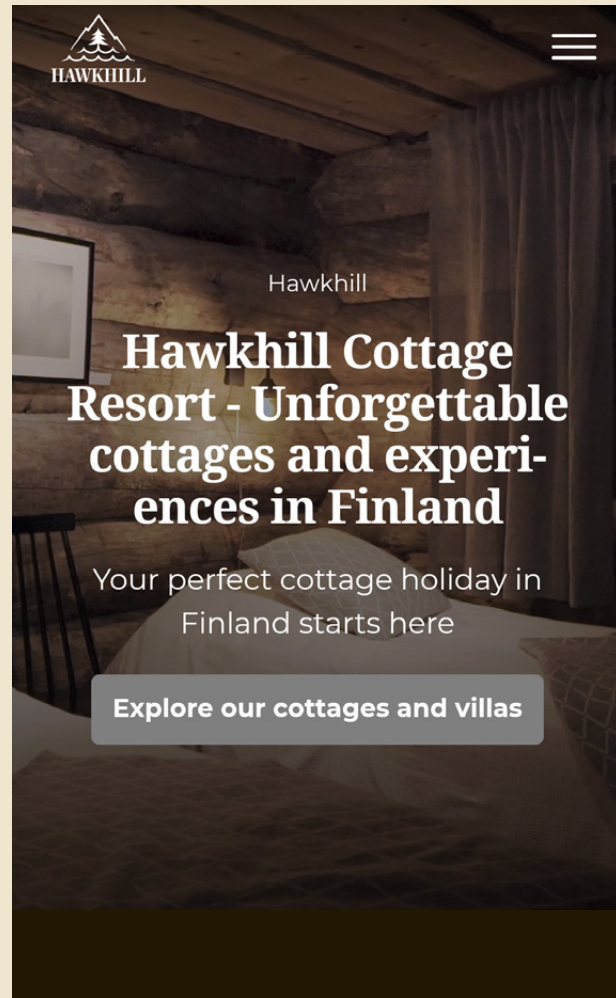 HAWKHILL
Hawkhill
Hawkhill Cottage
Resort - Unforgettable
cottages and experi-
ences in Finland
Your perfect cottage holiday in
Finland starts here
Explore our cottages and villas